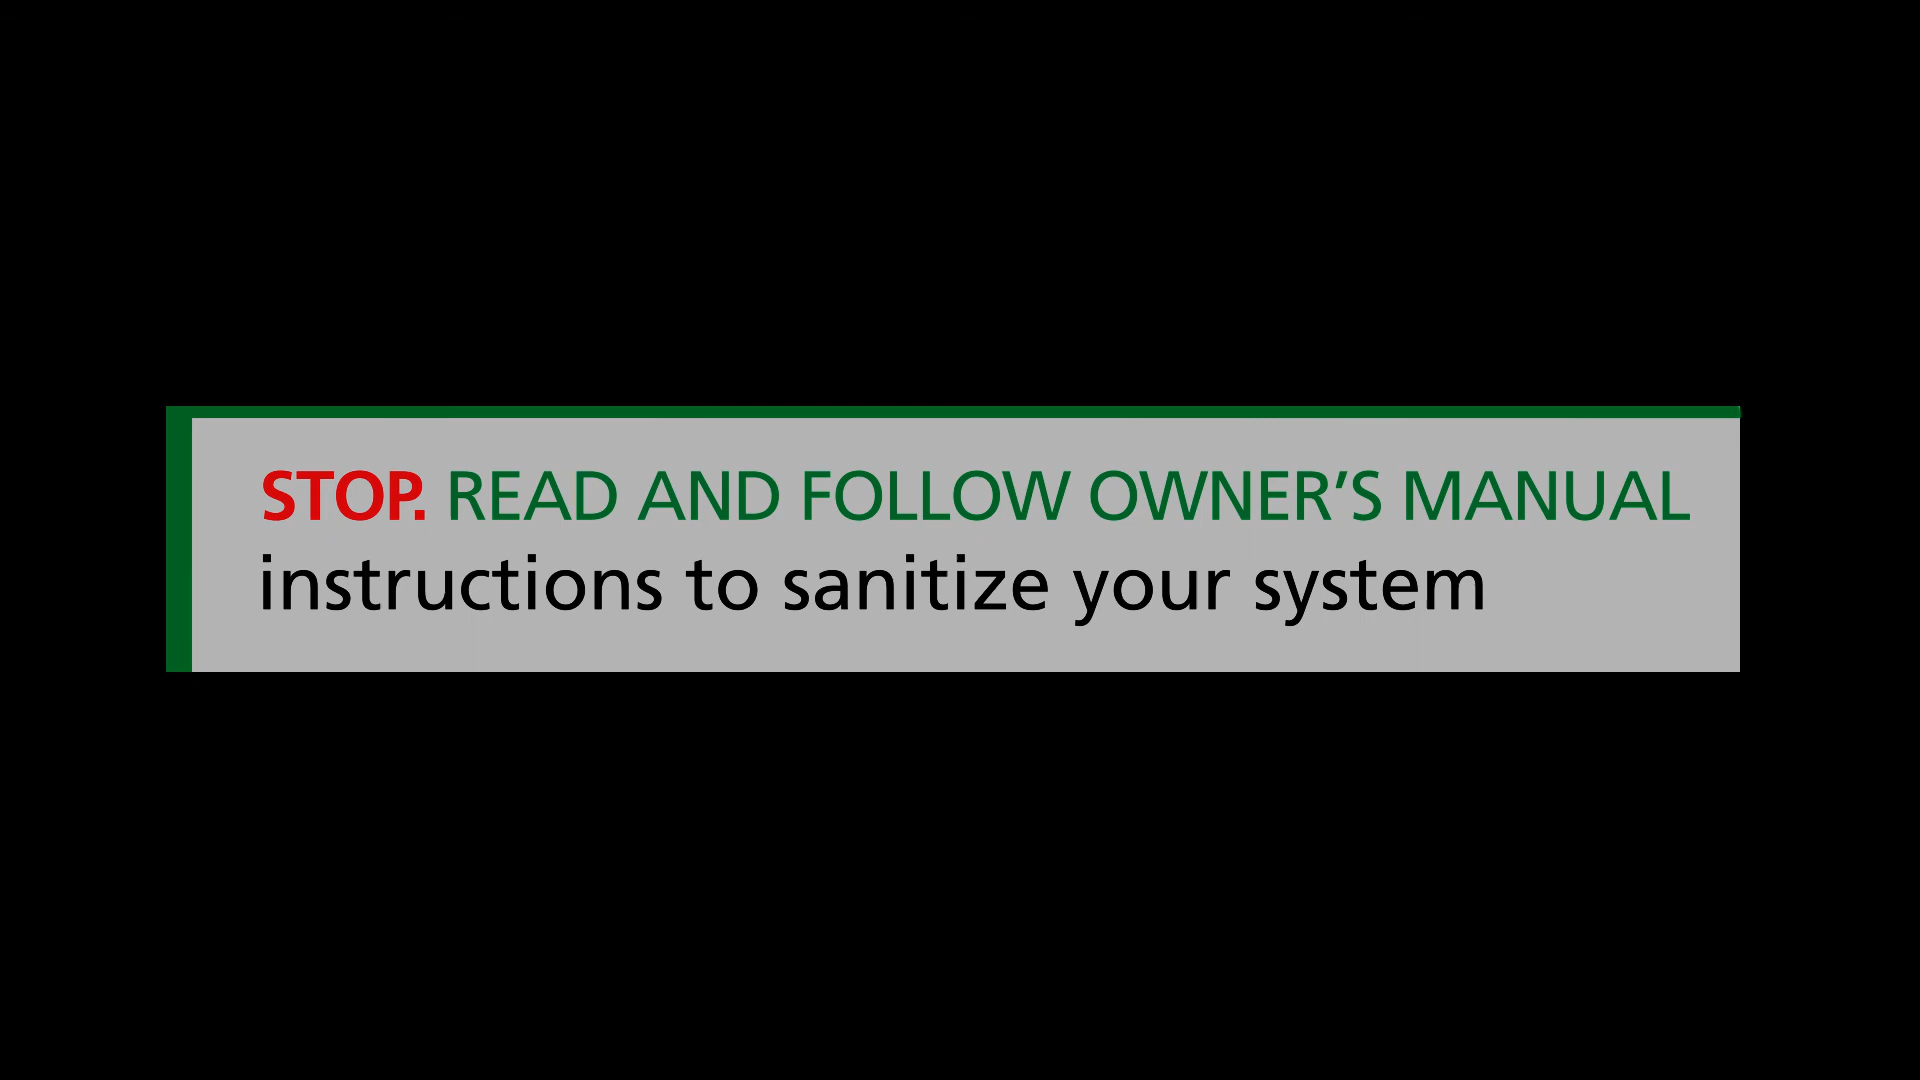 STOP. READ AND FOLLOW OWNER’S MANUAL
instructions to sanitize your system